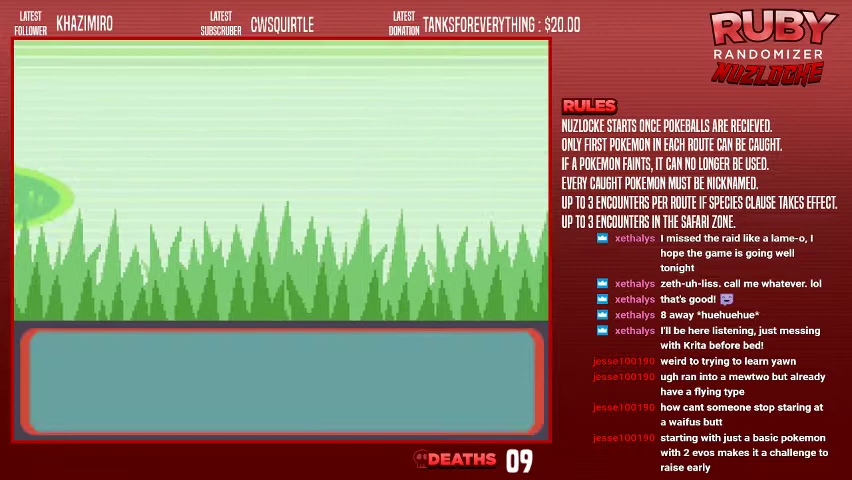 LATEST FOLLOWER KHAZIMIRO
LATEST SUBSCRUBER CWSQUIRTLE
LATEST DONATION TANKSFOREVERYTHING : $20.00
RUBY
RANDOMIZER
NUZLOCKE
RULES
NUZLOCKE STARTS ONCE POKEBALLS ARE RECIEVED.
ONLY FIRST POKEMON IN EACH ROUTE CAN BE CAUGHT.
IF A POKEMON FAINTS, IT CAN NO LONGER BE USED.
EVERY CAUGHT POKEMON MUST BE NICKNAMED.
UP TO 3 ENCOUNTERS PER ROUTE IF SPECIES CLAUSE TAKES EFFECT.
UP TO 3 ENCOUNTERS IN THE SAFARI ZONE.
xethalys I missed the raid like a lame-o, I
hope the game is going well
tonight
xethalys zeth-uh-liss. call me whatever. lol
xethalys that's good!
xethalys 8 away *huehuehue*
xethalys I'll be here listening, just messing
with Krita before bed!
jesse100190 weird to trying to learn yawn
jesse100190 ugh ran into a mewtwo but already
have a flying type
jesse100190 how cant someone stop staring at
a waifus butt
jesse100190 starting with just a basic pokemon
with 2 evos makes it a challenge to
raise early
DEATHS 09